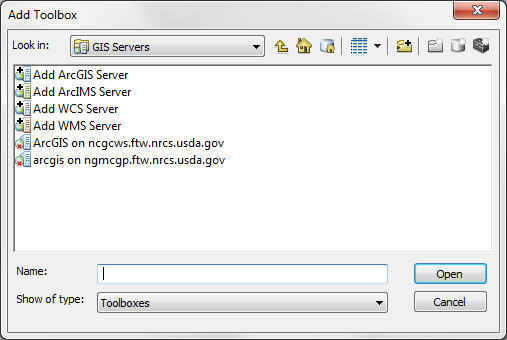 Add Toolbox
Look in: GIS Servers
Add ArcGIS Server
Add ArcIMS Server
Add WCS Server
Add WMS Server
ArcGIS on ncgcws.ftw.nrcs.usda.gov
arcgis on ngmcgp.ftw.nrcs.usda.gov
Name: Open
Show of type: Toolboxes Cancel